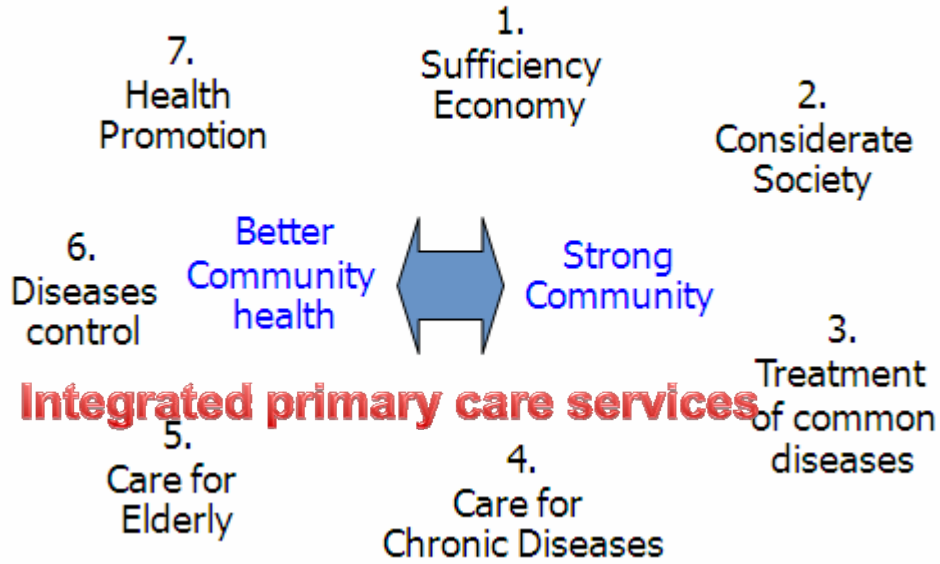 1.
Sufficiency
Economy
2.
Considerate
Society
3.
Treatment
of common
diseases
4.
Care for
Chronic Diseases
5.
Care for
Elderly
6.
Diseases
control
7.
Health
Promotion
Better
Community
health
Strong
Community
Integrated primary care services